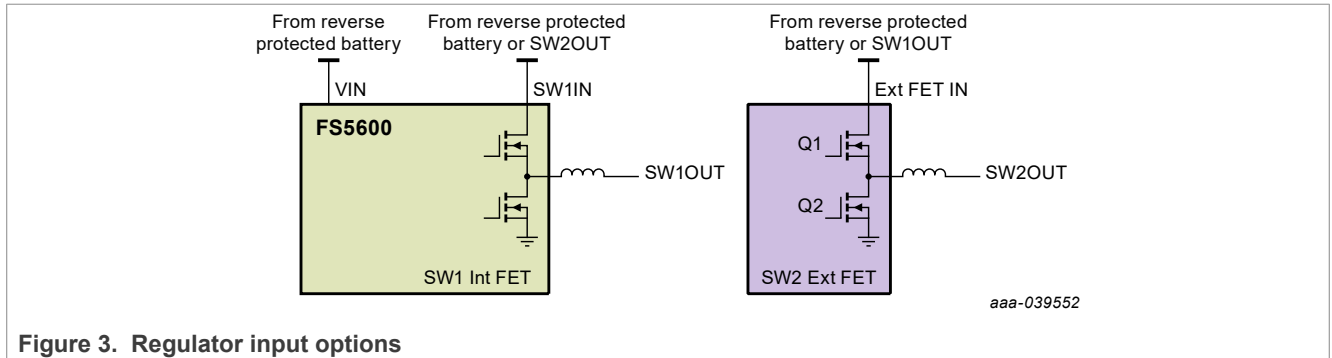 From reverse
protected battery
From reverse protected
battery or SW2OUT
From reverse protected
battery or SW1OUT
VIN
SW1IN
Ext FET IN
FS5600
Q1
SW1OUT
SW2OUT
Q2
SW1 Int FET
SW2 Ext FET
aaa-039552
Figure 3. Regulator input options